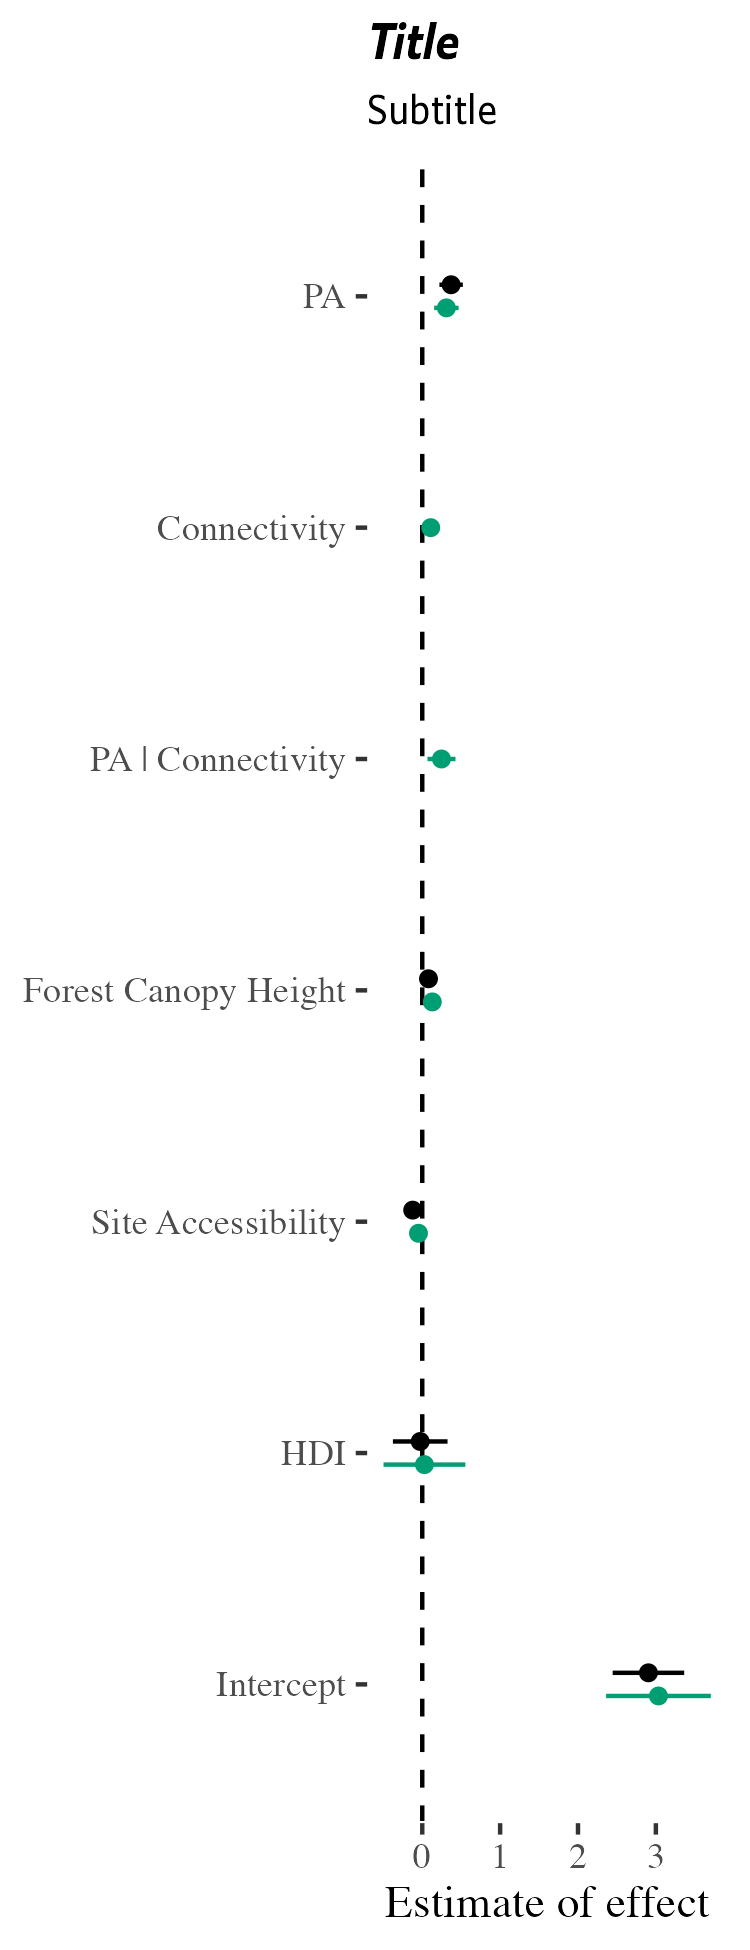 Title
Subtitle
PA
Connectivity
PA | Connectivity
Forest Canopy Height
Site Accessibility
HDI
Intercept
0 1 2 3
Estimate of effect